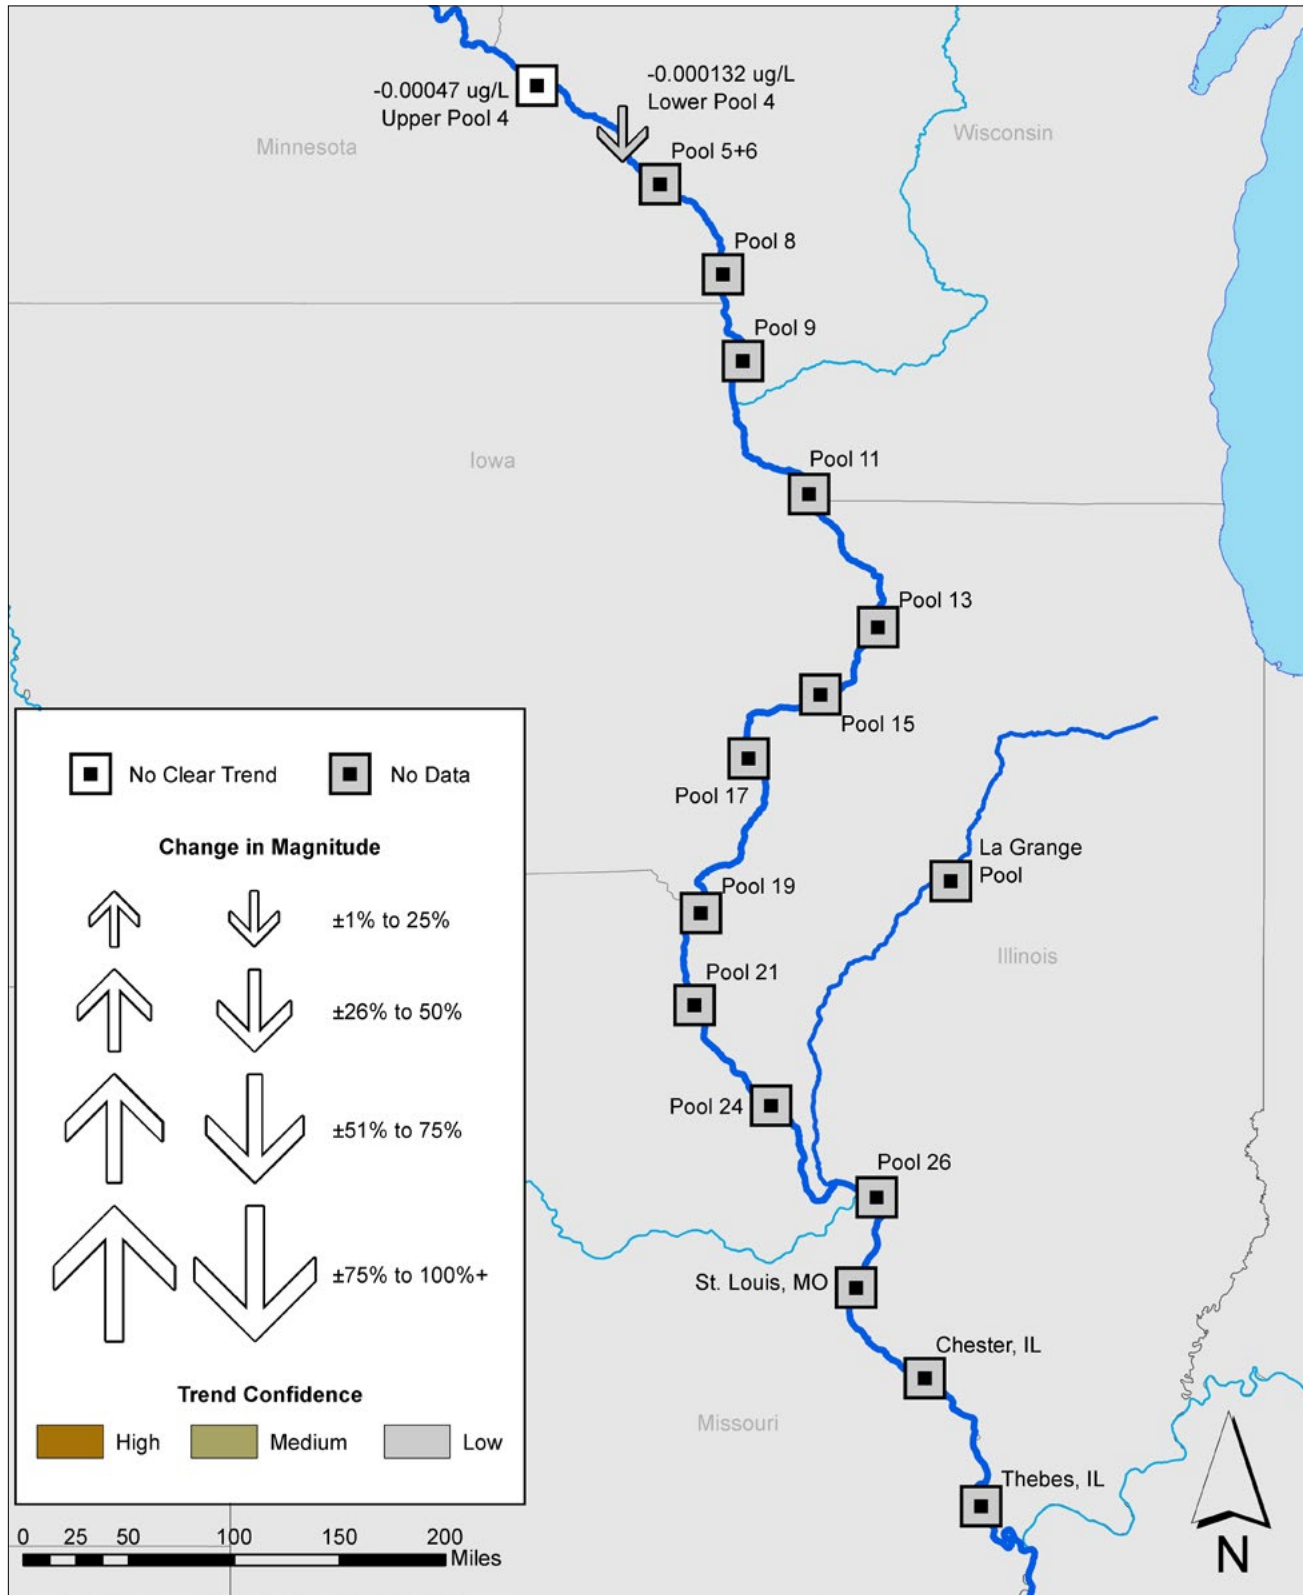 -0.00047 ug/L
Upper Pool 4
-0.000132 ug/L
Lower Pool 4
Minnesota
Wisconsin
Pool 5+6
Pool 8
Pool 9
Iowa
Pool 11
Pool 13
Pool 15
Pool 17
La Grange
Pool
Pool 19
Illinois
Pool 21
Pool 24
Pool 26
St. Louis, MO
Chester, IL
Missouri
Thebes, IL
No Clear Trend
No Data
Change in Magnitude
±1% to 25%
±26% to 50%
±51% to 75%
±75% to 100%+
Trend Confidence
High
Medium
Low
0 25 50 100 150 200
Miles
N